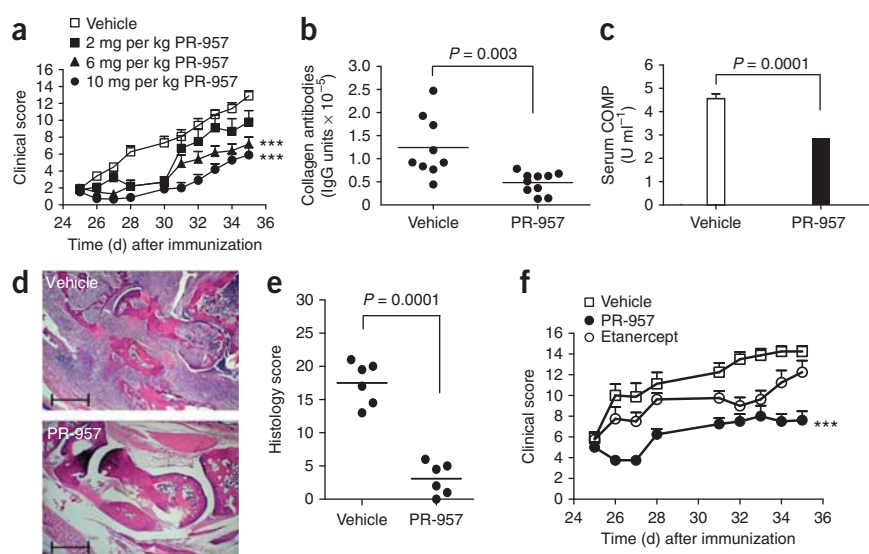 a
Vehicle
2 mg per kg PR-957
6 mg per kg PR-957
10 mg per kg PR-957
Clinical score
16
14
12
10
8
6
4
2
0
***
***
24 26 28 30 32 34 36
Time (d) after immunization
b
P = 0.003
Collagen antibodies
(IgG units × 10⁻⁵)
3.0
2.5
2.0
1.5
1.0
0.5
0
Vehicle PR-957
c
P = 0.0001
Serum COMP
(U ml⁻¹)
6
5
4
3
2
1
0
Vehicle PR-957
d
Vehicle
PR-957
e
P = 0.0001
Histology score
30
25
20
15
10
5
0
Vehicle PR-957
f
Vehicle
PR-957
Etanercept
Clinical score
16
14
12
10
8
6
4
2
0
***
24 26 28 30 32 34 36
Time (d) after immunization